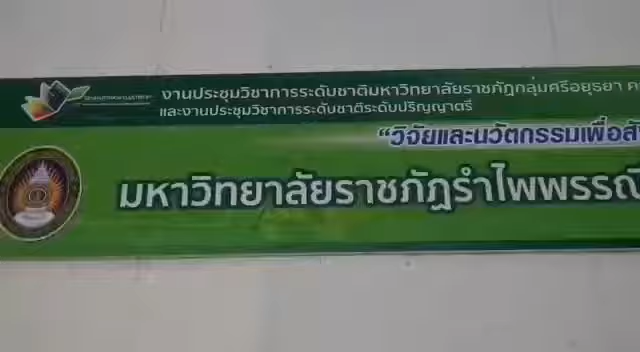 งานประชุมวิชาการระดับชาติมหาวิทยาลัยราชภัฏกลุ่มศรีอยุธยา
และงานประชุมวิชาการระดับชาติระดับปริญญาตรี
“วิจัยและนวัตกรรมเพื่อ
มหาวิทยาลัยราชภัฏรำไพพรรณี